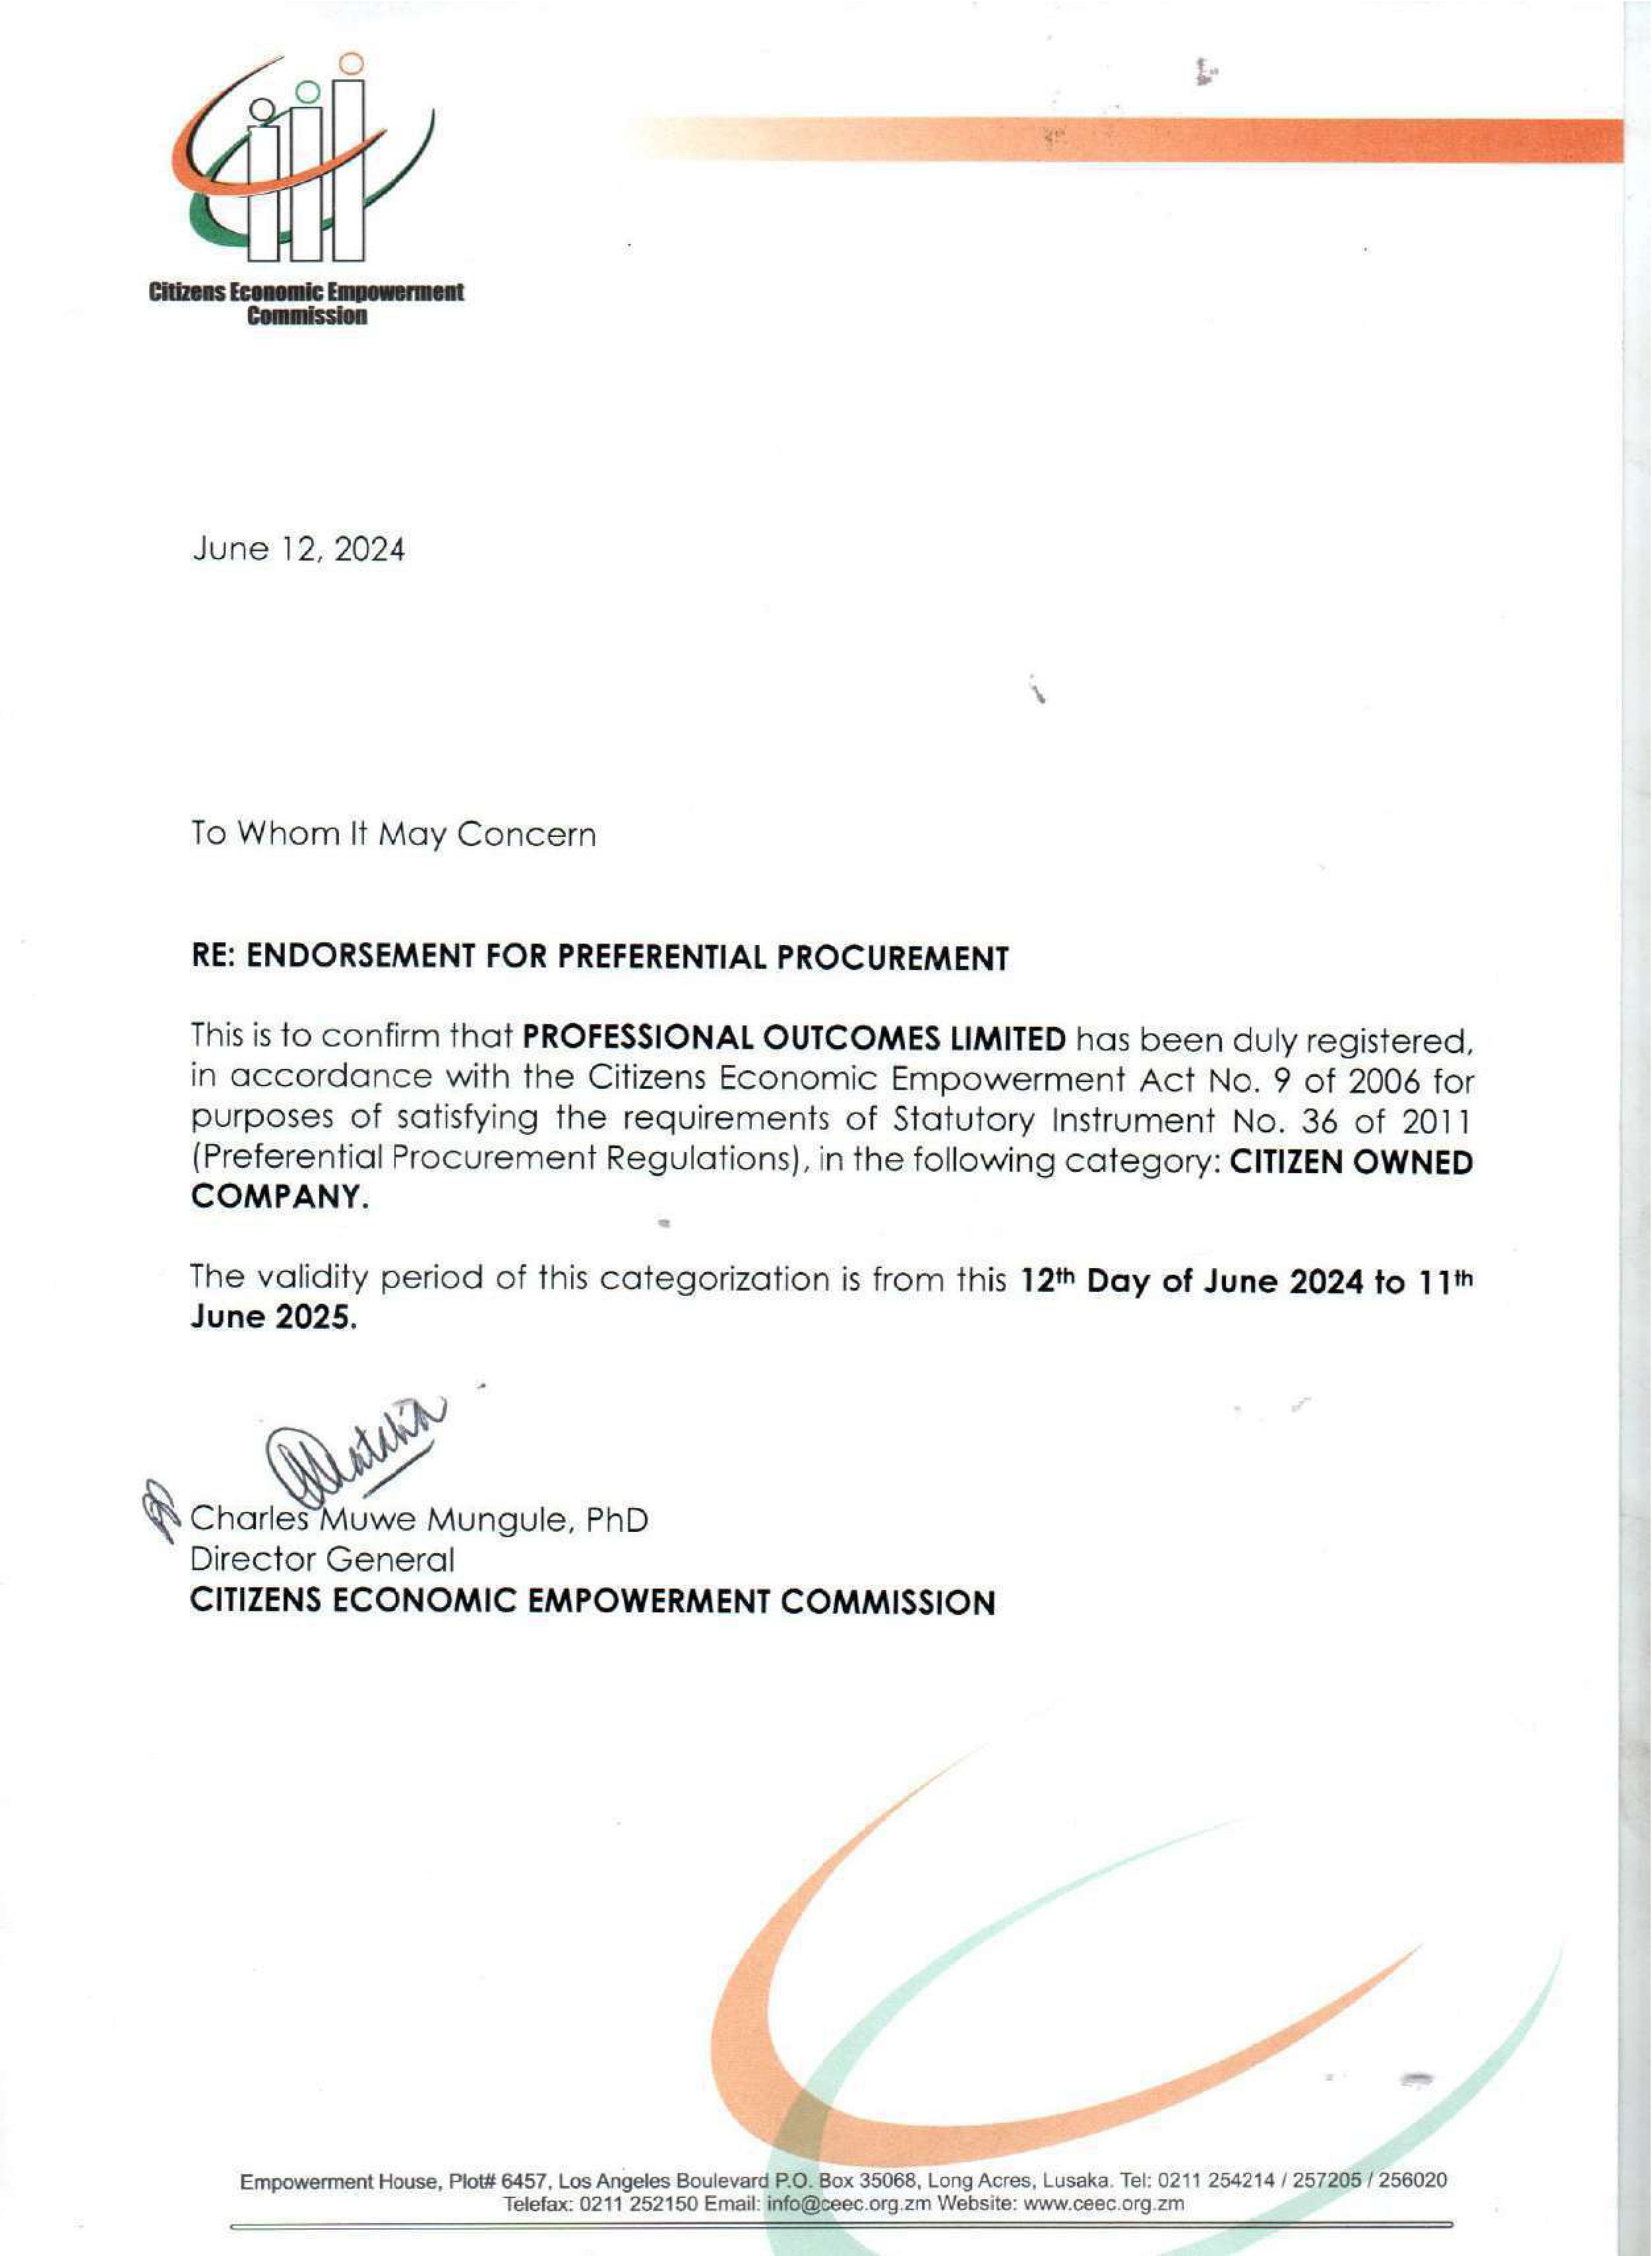 Citizens Economic Empowerment
Commission
June 12, 2024
To Whom It May Concern
RE: ENDORSEMENT FOR PREFERENTIAL PROCUREMENT
This is to confirm that PROFESSIONAL OUTCOMES LIMITED has been duly registered,
in accordance with the Citizens Economic Empowerment Act No. 9 of 2006 for
purposes of satisfying the requirements of Statutory Instrument No. 36 of 2011
(Preferential Procurement Regulations), in the following category: CITIZEN OWNED
COMPANY.
The validity period of this categorization is from this 12th Day of June 2024 to 11th
June 2025.
Charles Muwe Mungule, PhD
Director General
CITIZENS ECONOMIC EMPOWERMENT COMMISSION
Empowerment House, Plot# 6457, Los Angeles Boulevard P.O. Box 35068, Long Acres, Lusaka. Tel: 0211 254214 / 257205 / 256020
Telefax: 0211 252150 Email: info@ceec.org.zm Website: www.ceec.org.zm